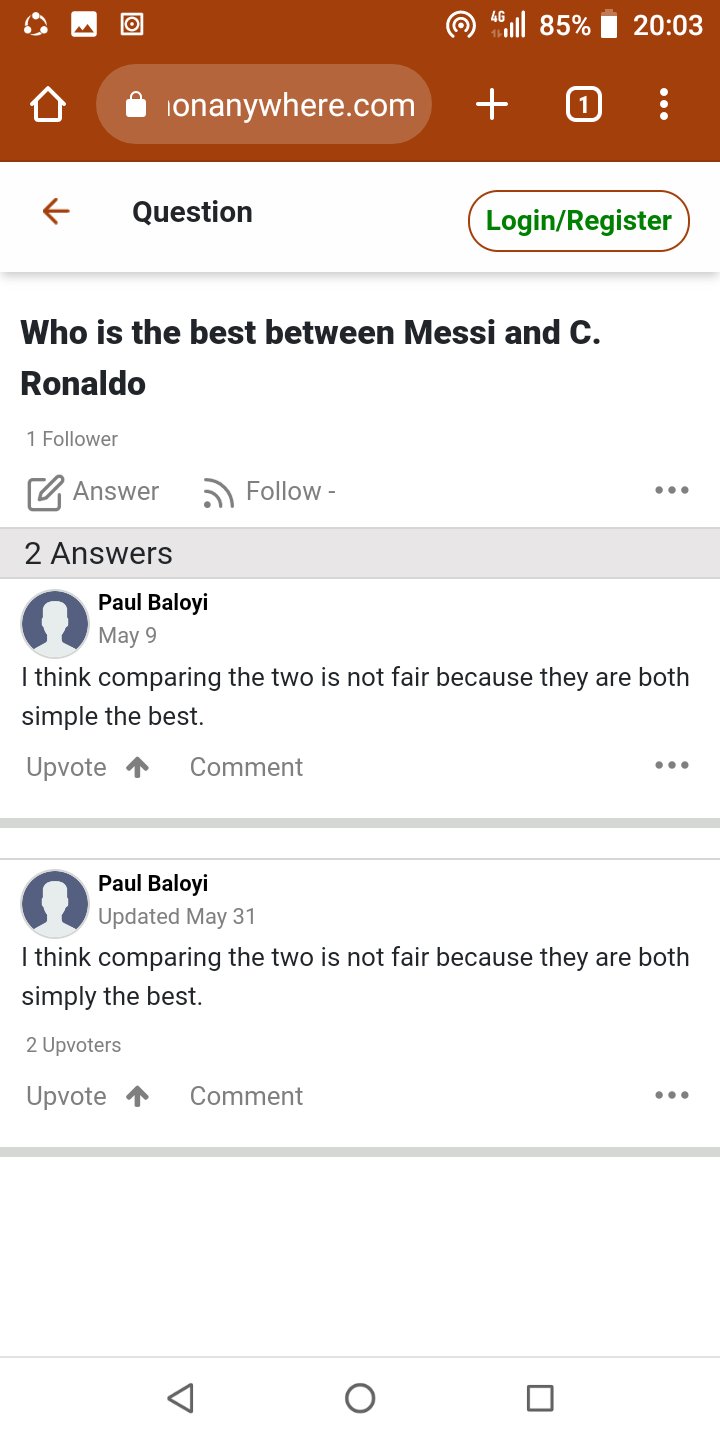 4G 85% 20:03
onanywhere.com 1
Question Login/Register
Who is the best between Messi and C.
Ronaldo
1 Follower
Answer Follow -
2 Answers
Paul Baloyi
May 9
I think comparing the two is not fair because they are both
simple the best.
Upvote Comment
Paul Baloyi
Updated May 31
I think comparing the two is not fair because they are both
simply the best.
2 Upvoters
Upvote Comment